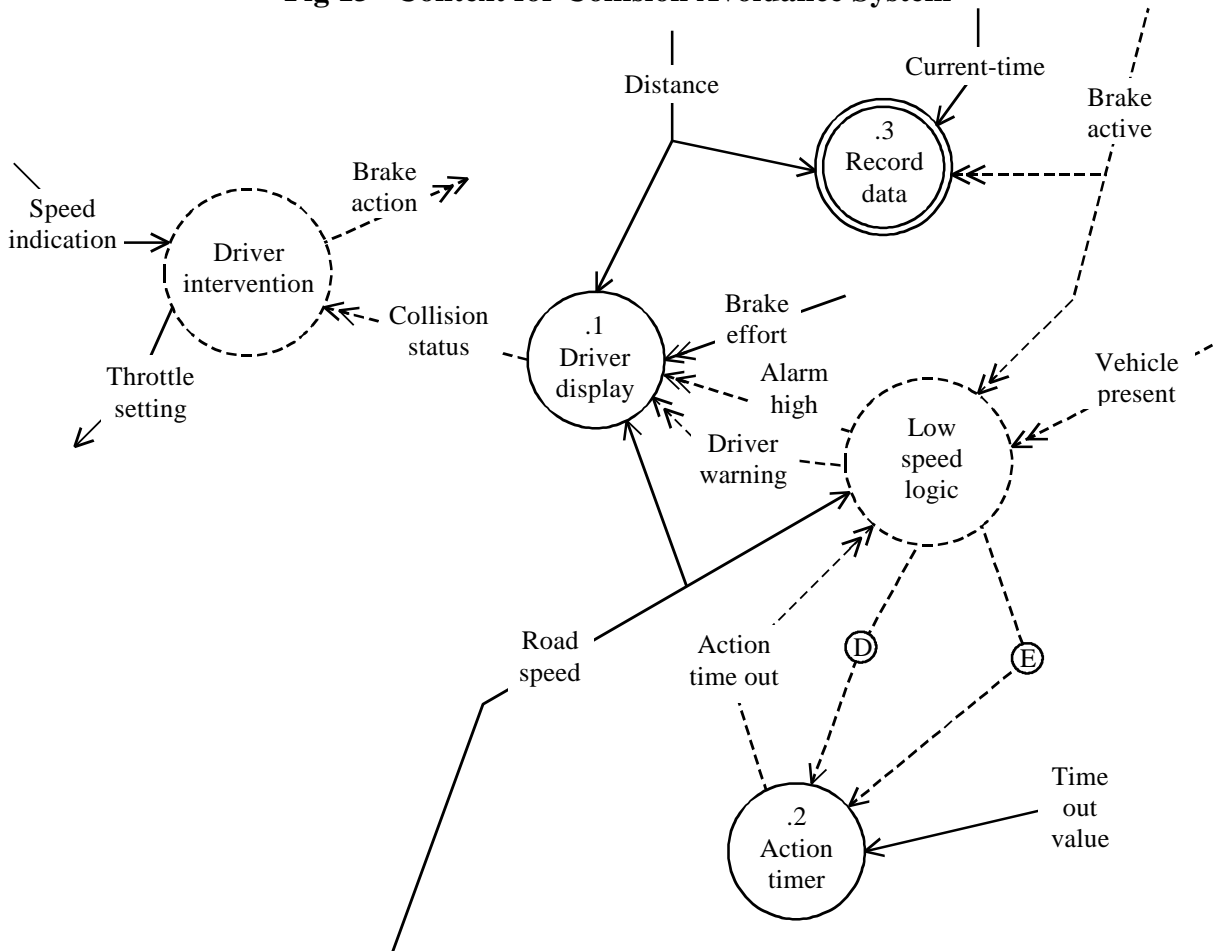 Fig 13 Context for Collision Avoidance System
Distance
Current-time
Brake
active
.3
Record
data
Brake
action
Speed
indication
Driver
intervention
Collision
status
.1
Driver
display
Brake
effort
Alarm
high
Driver
warning
Vehicle
present
Low
speed
logic
Road
speed
Action
time out
D
E
.2
Action
timer
Time
out
value